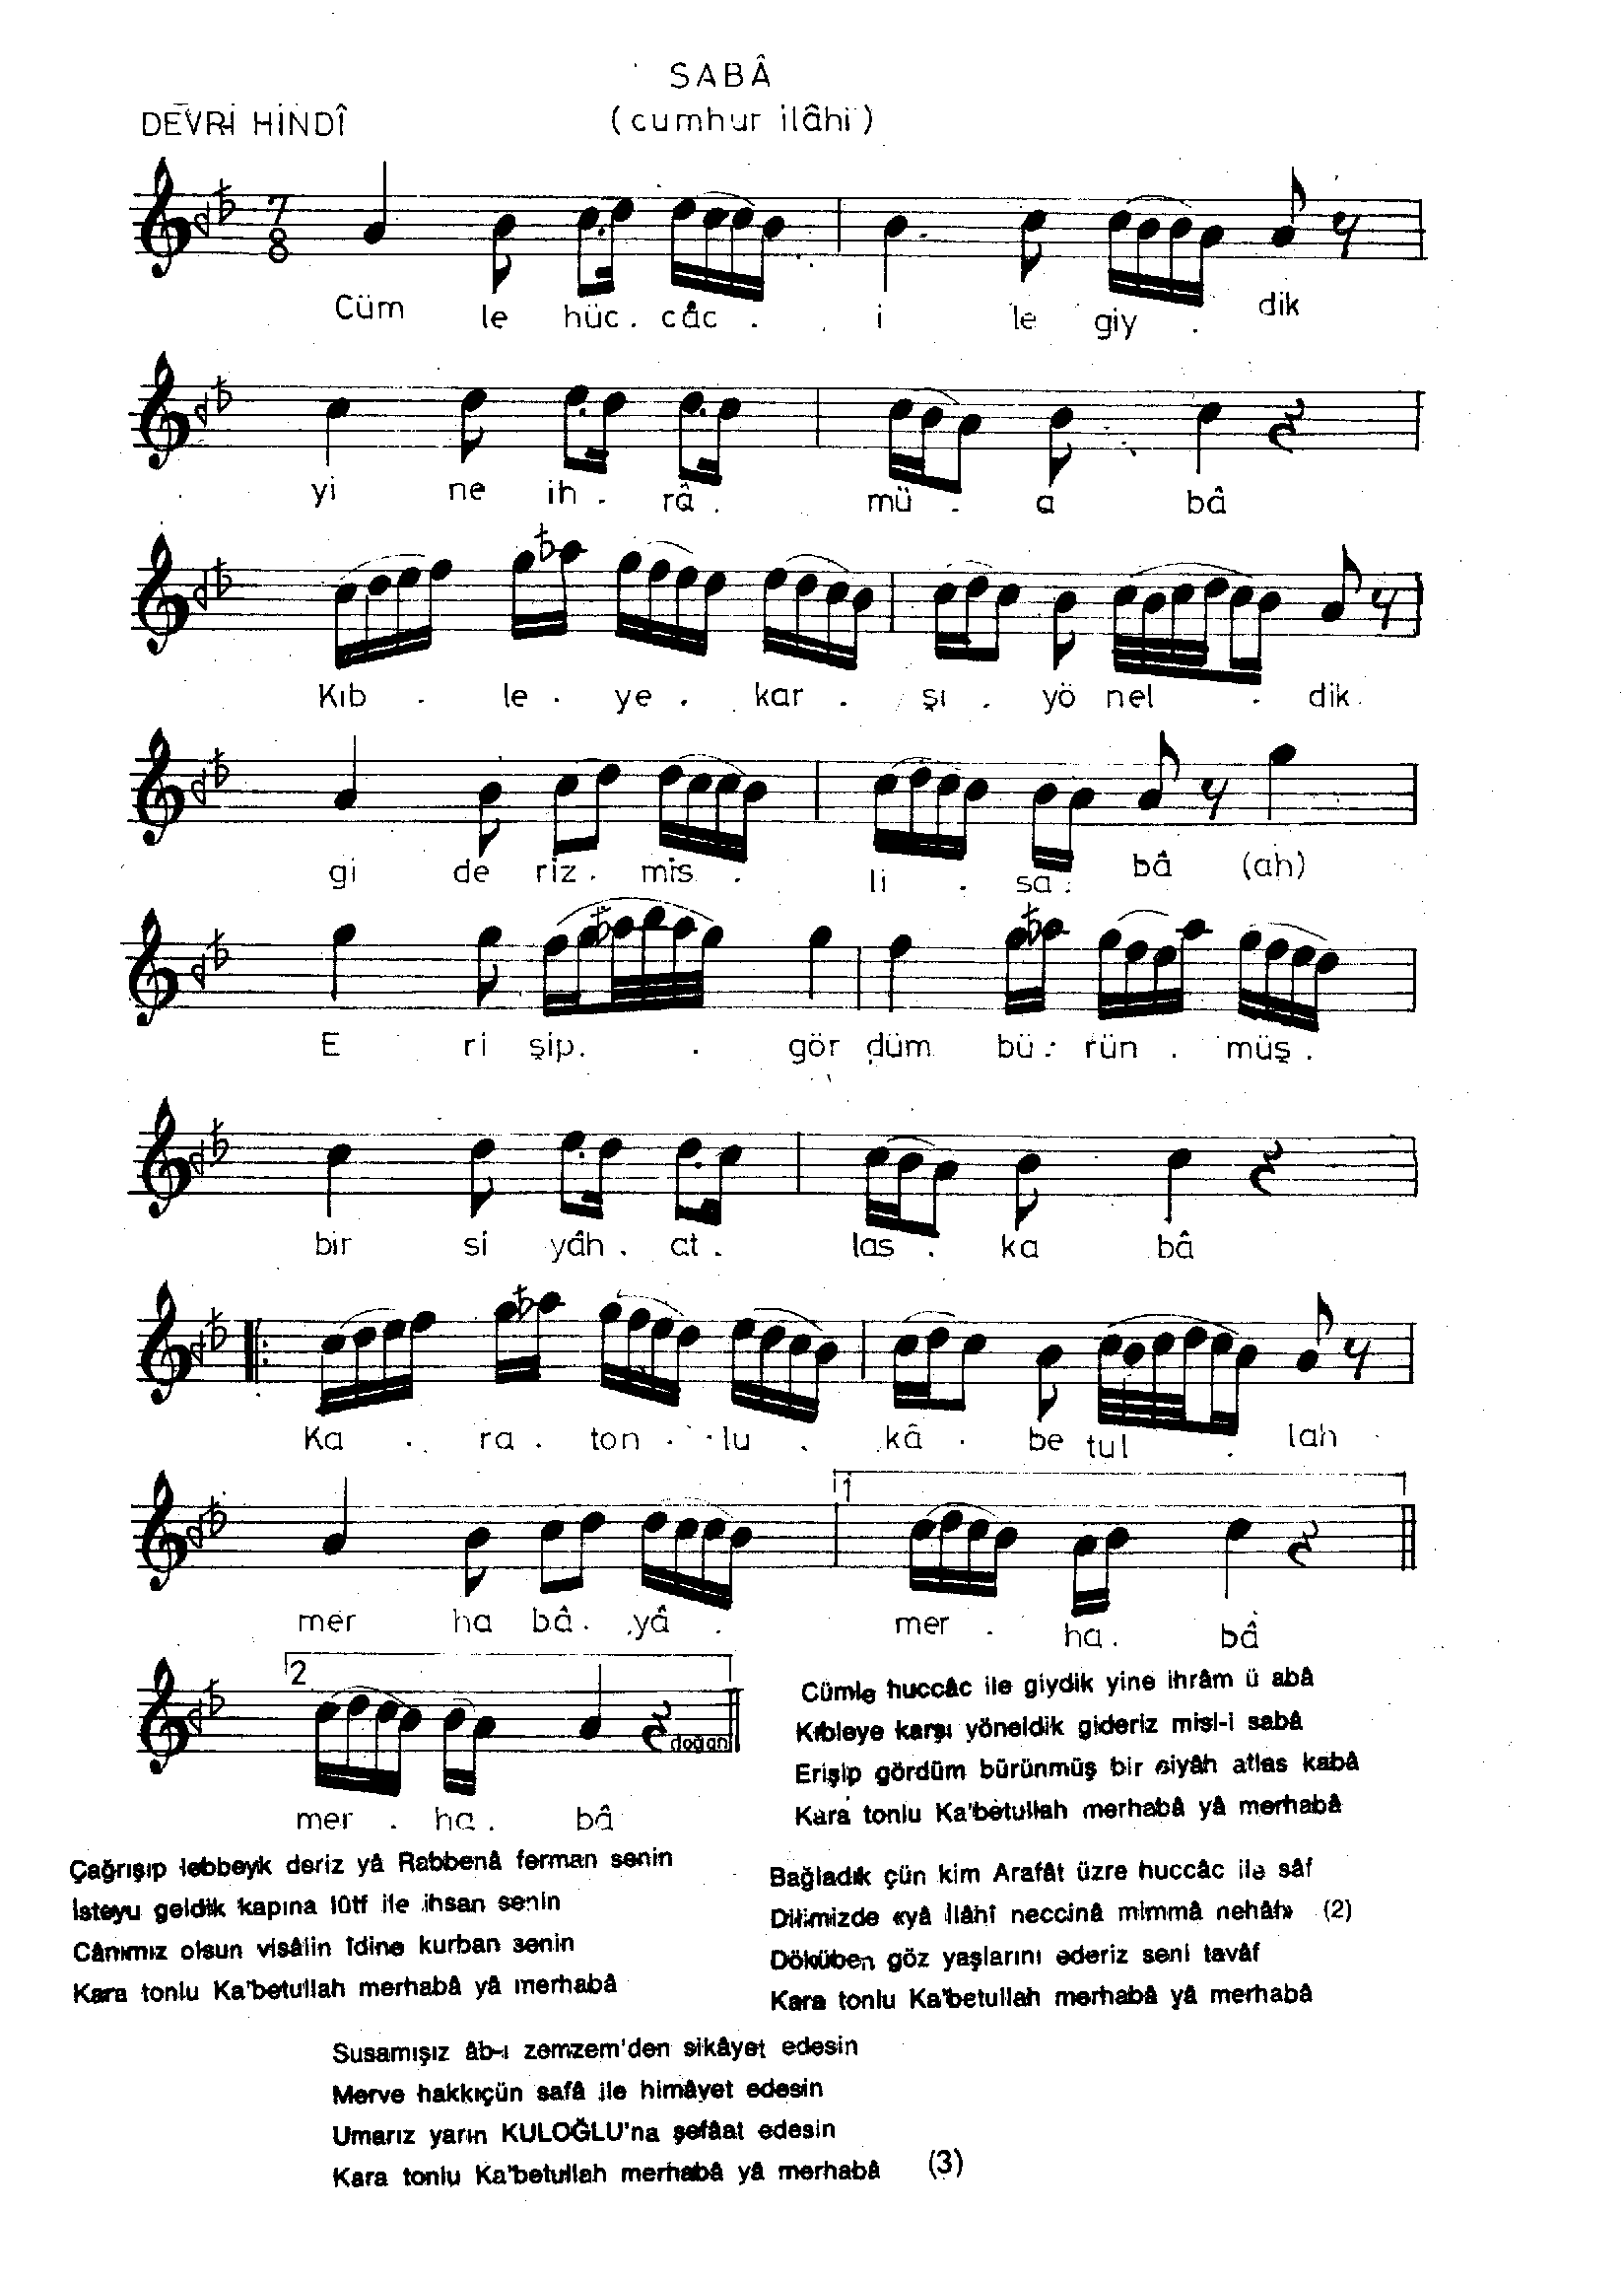 SABÂ
DEVRİ HİNDÎ
(cumhur ilâhi)
7
8
Cüm le hüc. câc . . i le giy . dik
yi ne ih . râ . mü . a bâ
Kıb . le . ye . kar . şı . yö nel . dik.
gi de riz . mis . li . sa . bâ (ah)
E ri şip. . gör düm bü . rün . müş .
bir si yâh . at . las . ka bâ
Ka . ra . ton . lu . kâ . be tul . lah
1
mer ha bâ . yâ . mer . ha . bâ
2
doğan
mer . ha . bâ
Cümle huccâc ile giydik yine ihrâm ü abâ
Kıbleye karşı yöneldik gideriz misl-i sabâ
Erişip gördüm bürünmüş bir siyâh atlas kabâ
Kara tonlu Ka'betullah merhabâ yâ merhabâ
Çağrışıp lebbeyk deriz yâ Rabbenâ ferman senin
İsteyu geldik kapına lûtf ile ihsan senin
Cânımız olsun visâlin îdine kurban senin
Kara tonlu Ka'betullah merhabâ yâ merhabâ
Bağladık çün kim Arafât üzre huccâc ile sâf
Dilimizde «yâ ilâhî neccinâ mimmâ nehâf» (2)
Döküben göz yaşlarını ederiz seni tavâf
Kara tonlu Ka'betullah merhabâ yâ merhabâ
Susamışız âb-ı zemzem'den sikâyet edesin
Merve hakkıçün safâ ile himâyet edesin
Umarız yarın KULOĞLU'na şefâat edesin
Kara tonlu Ka'betullah merhabâ yâ merhabâ (3)